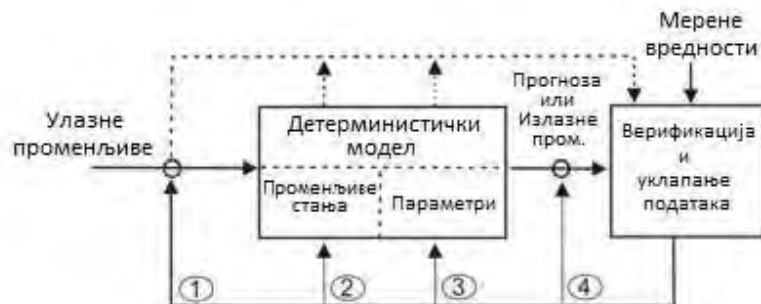 Мерене
вредности
Улазне
променљиве
Детерминистички
модел
Променљиве
стања
Параметри
Прогноза
или
Излазне
пром.
Верификација
и
уклапање
података
1
2
3
4